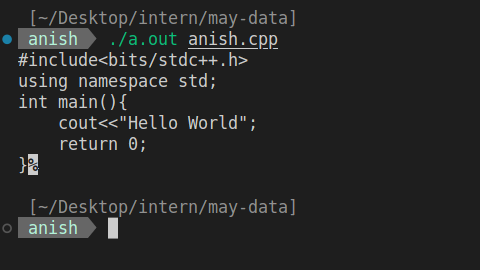 [~/Desktop/intern/may-data]
anish ./a.out anish.cpp
#include<bits/stdc++.h>
using namespace std;
int main(){
    cout<<"Hello World";
    return 0;
}%
[~/Desktop/intern/may-data]
anish